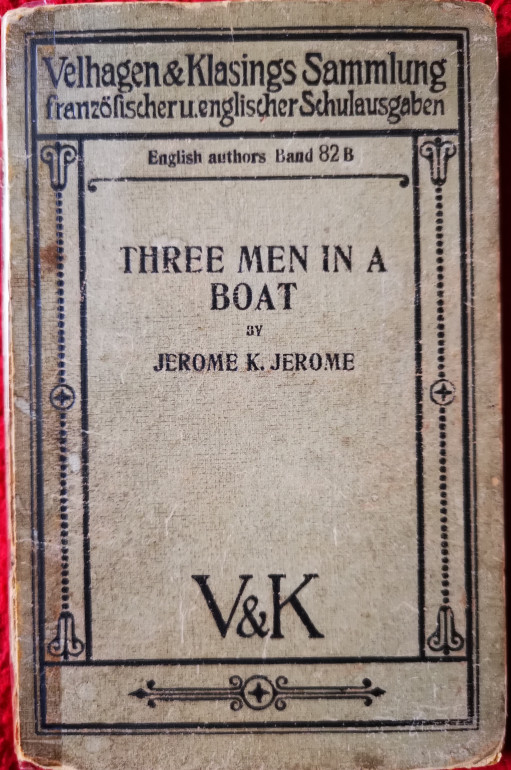 Velhagen & Klasings Sammlung
französischer u. englischer Schulausgaben
English authors Band 82 B
THREE MEN IN A
BOAT
BY
JEROME K. JEROME
V&K